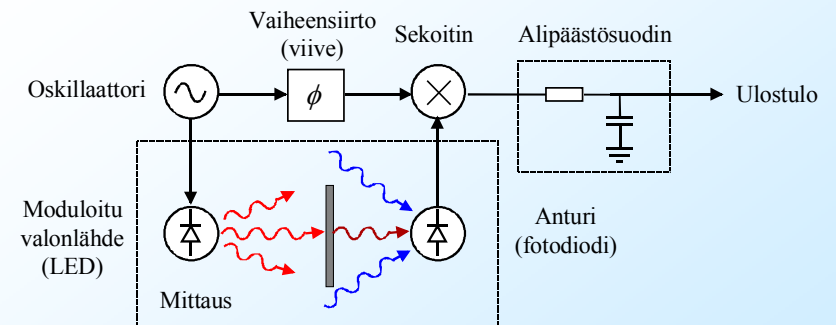 Vaiheensiirto
(viive)
Sekoitin
Alipäästösuodin
Oskillaattori
ϕ
Ulostulo
Moduloitu
valonlähde
(LED)
Anturi
(fotodiodi)
Mittaus